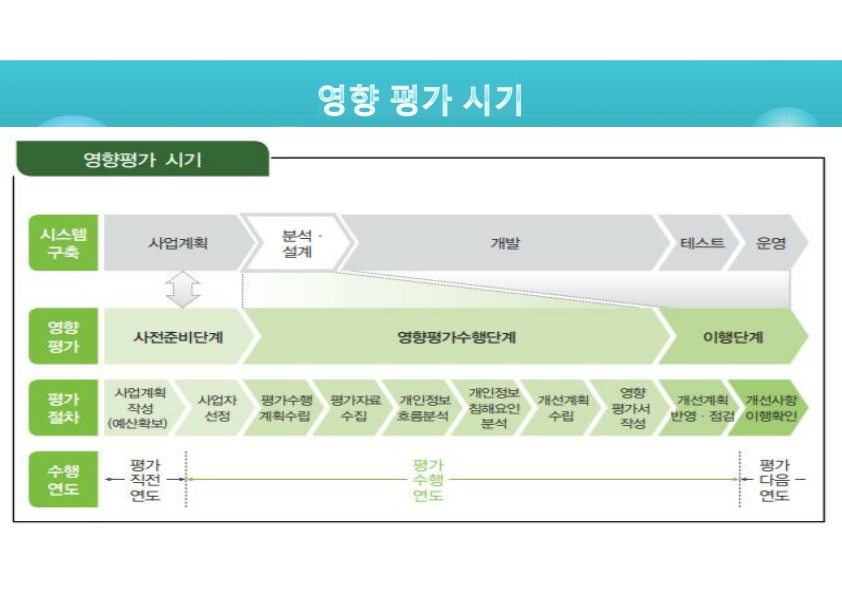 영향 평가 시기
영향평가 시기
시스템
구축
사업계획
분석 ·
설계
개발
테스트
운영
영향
평가
사전준비단계
영향평가수행단계
이행단계
평가
절차
사업계획
작성
(예산확보)
사업자
선정
평가수행
계획수립
평가자료
수집
개인정보
흐름분석
개인정보
침해요인
분석
개선계획
수립
영향
평가서
작성
개선계획
반영 · 점검
개선사항
이행확인
수행
연도
평가
직전
연도
평가
수행
연도
평가
다음
연도